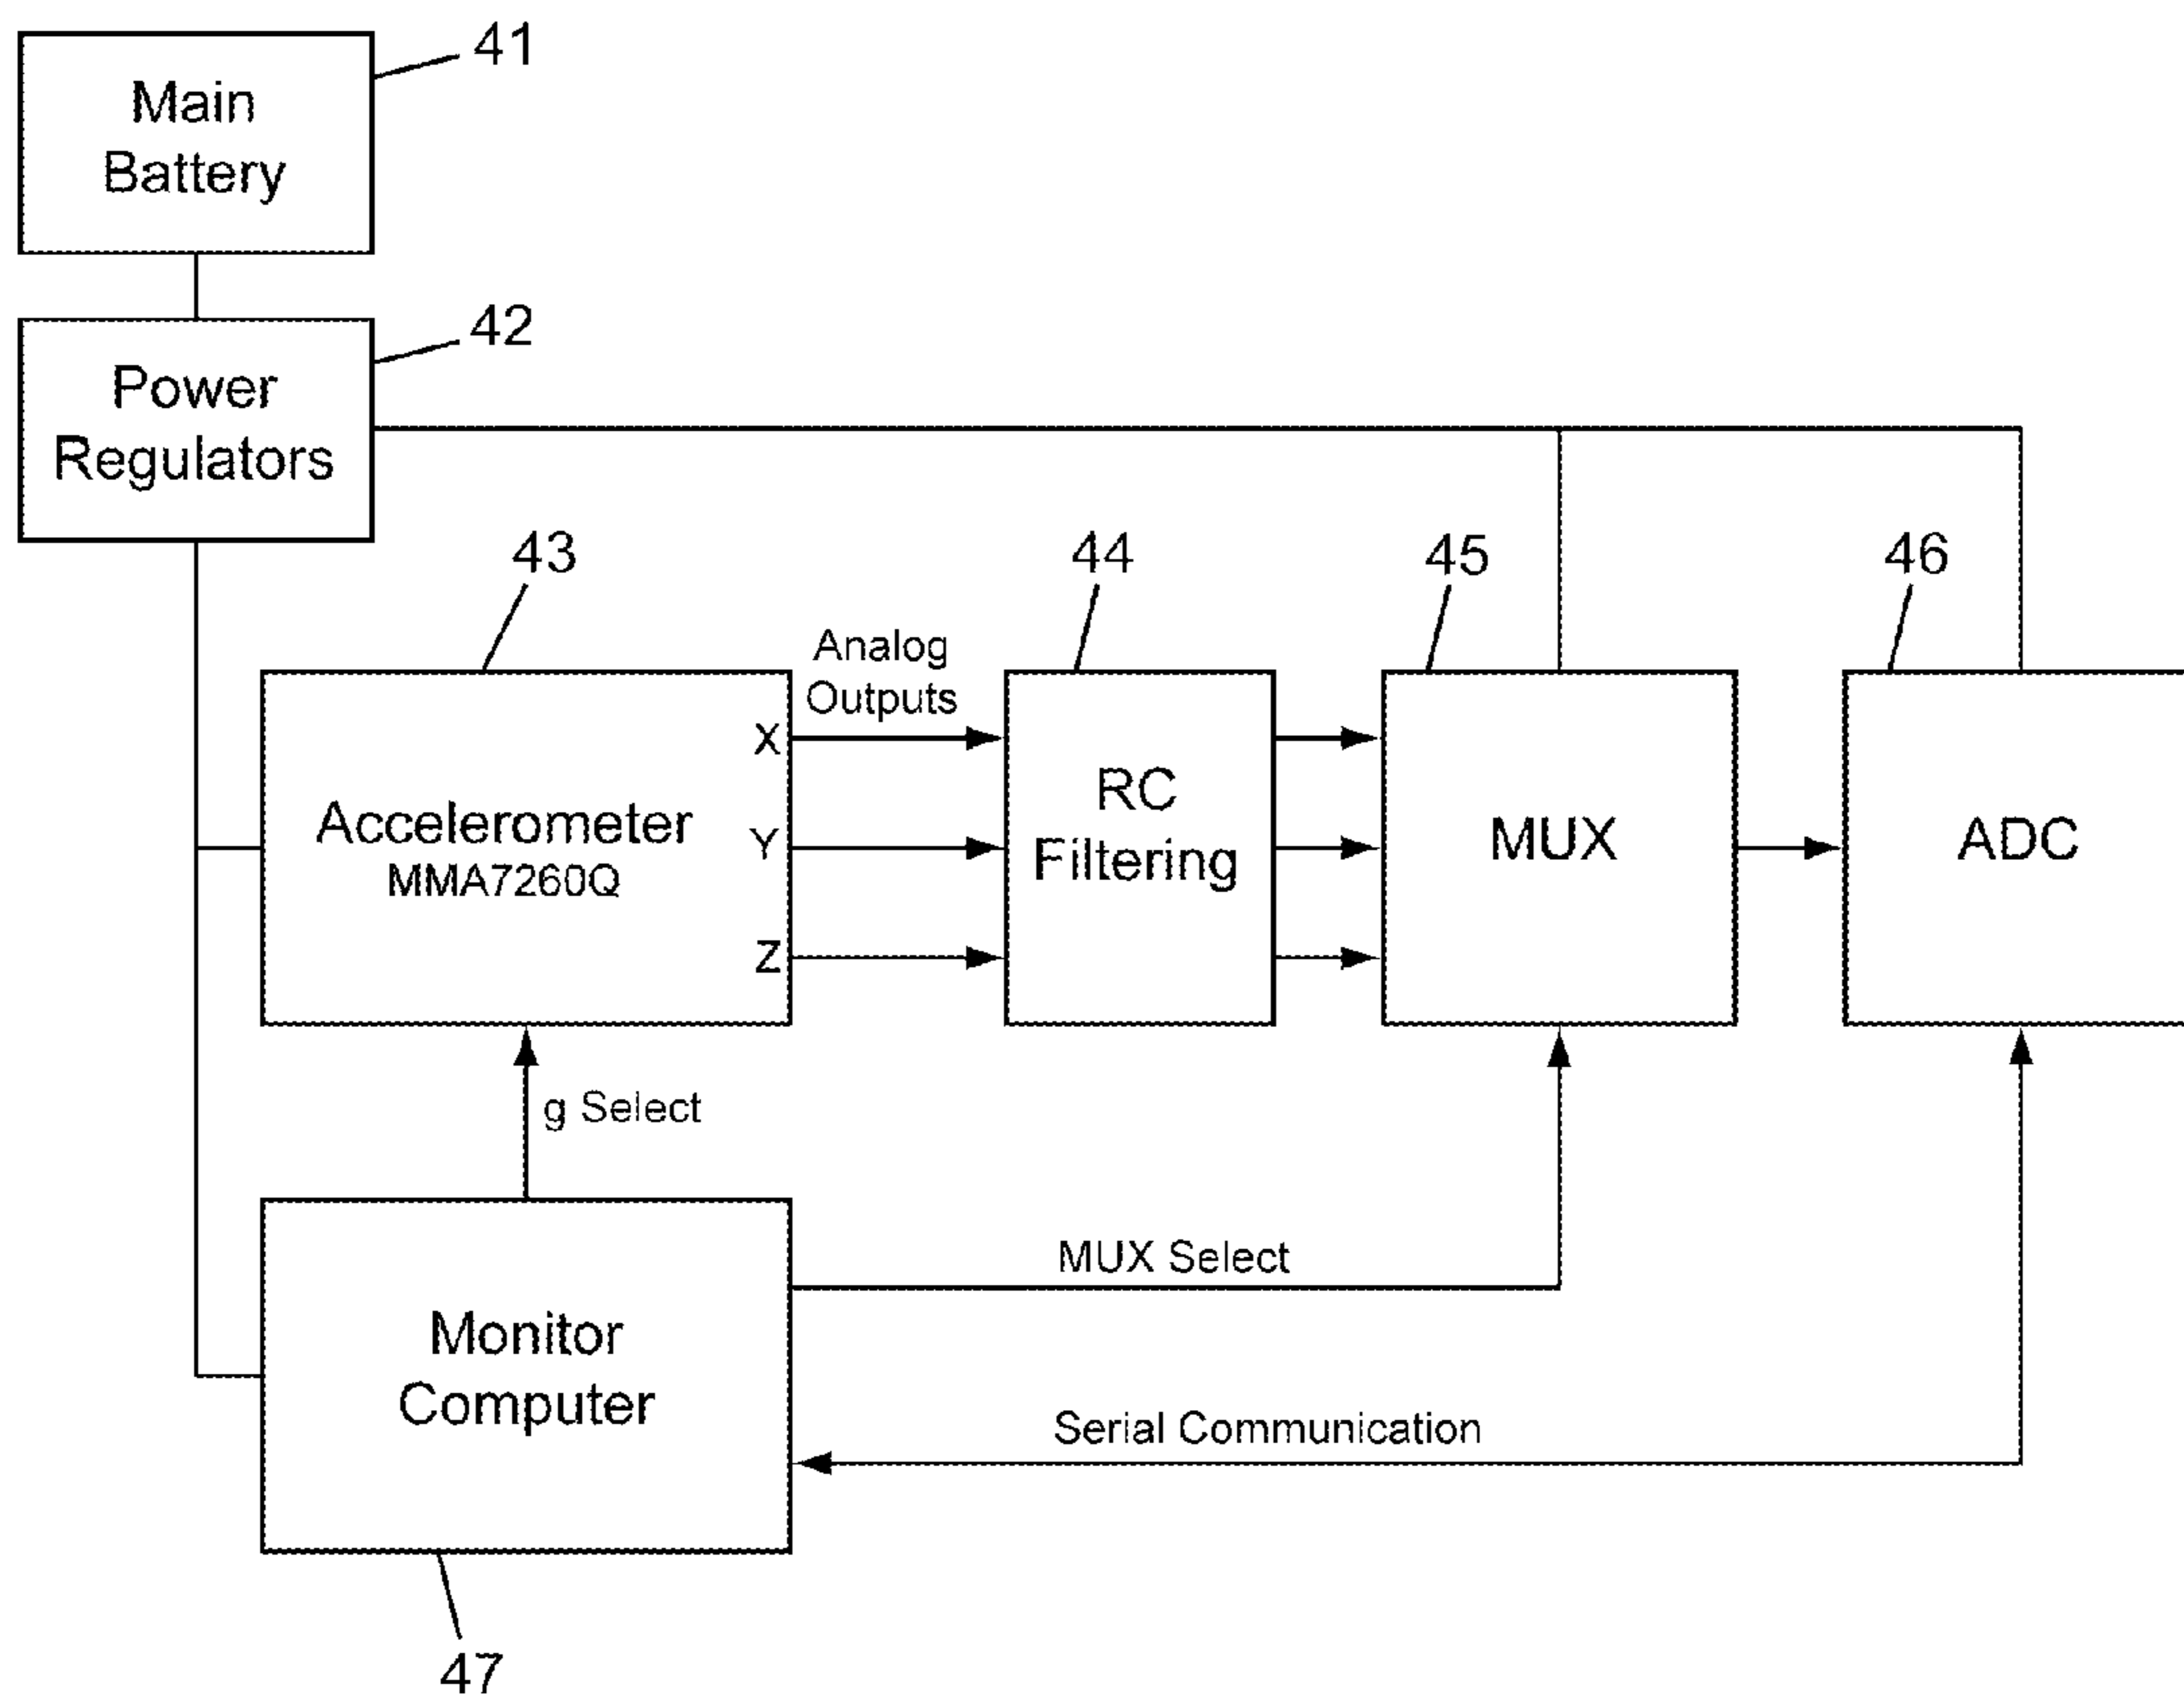 41
Main
Battery
42
Power
Regulators
43
44
45
46
Analog
Outputs
X
Y
Z
Accelerometer
MMA7260Q
RC
Filtering
MUX
ADC
g Select
MUX Select
Monitor
Computer
Serial Communication
47